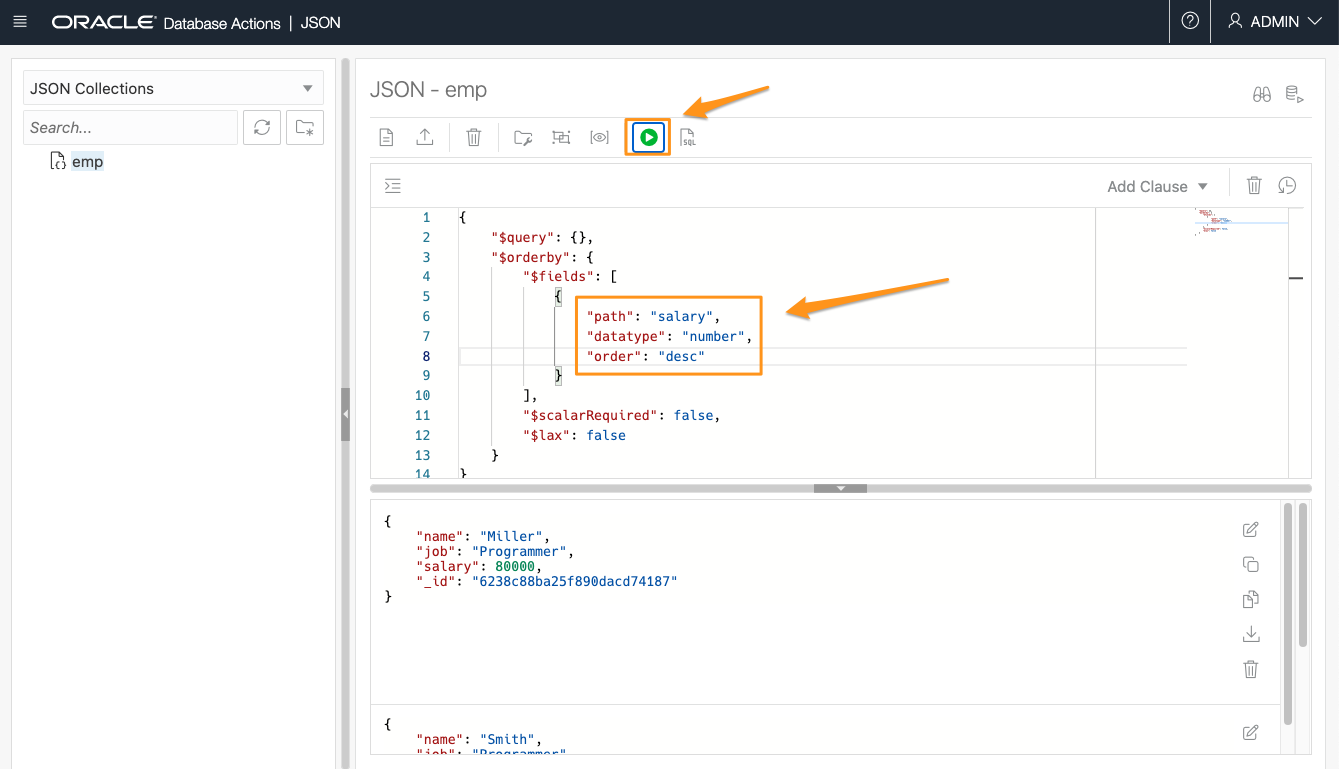 ORACLE Database Actions | JSON
ADMIN
JSON Collections
Search...
emp
JSON - emp
SQL
Add Clause
1 {
2     "$query": {},
3     "$orderby": {
4         "$fields": [
5             {
6                 "path": "salary",
7                 "datatype": "number",
8                 "order": "desc"
9             }
10         ],
11         "$scalarRequired": false,
12         "$lax": false
13     }
14 }
{
    "name": "Miller",
    "job": "Programmer",
    "salary": 80000,
    "_id": "6238c88ba25f890dacd74187"
}
{
    "name": "Smith",
    "job": "Programmer"